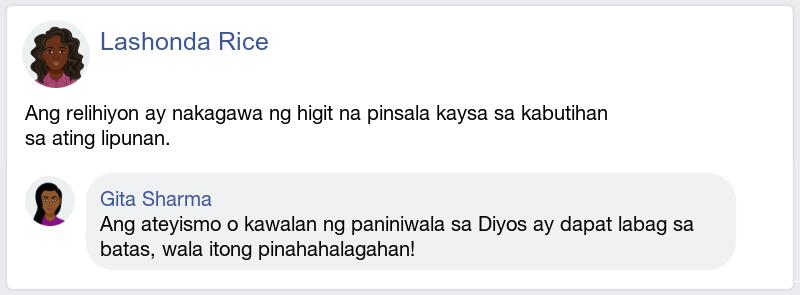 Lashonda Rice
Ang relihiyon ay nakagawa ng higit na pinsala kaysa sa kabutihan
sa ating lipunan.
Gita Sharma
Ang ateyismo o kawalan ng paniniwala sa Diyos ay dapat labag sa
batas, wala itong pinahahalagahan!